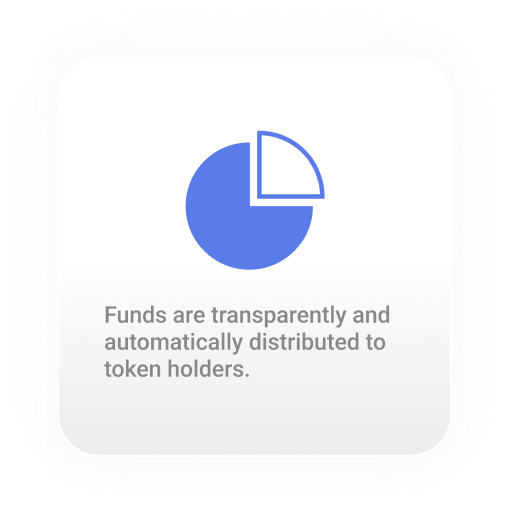 Funds are transparently and
automatically distributed to
token holders.